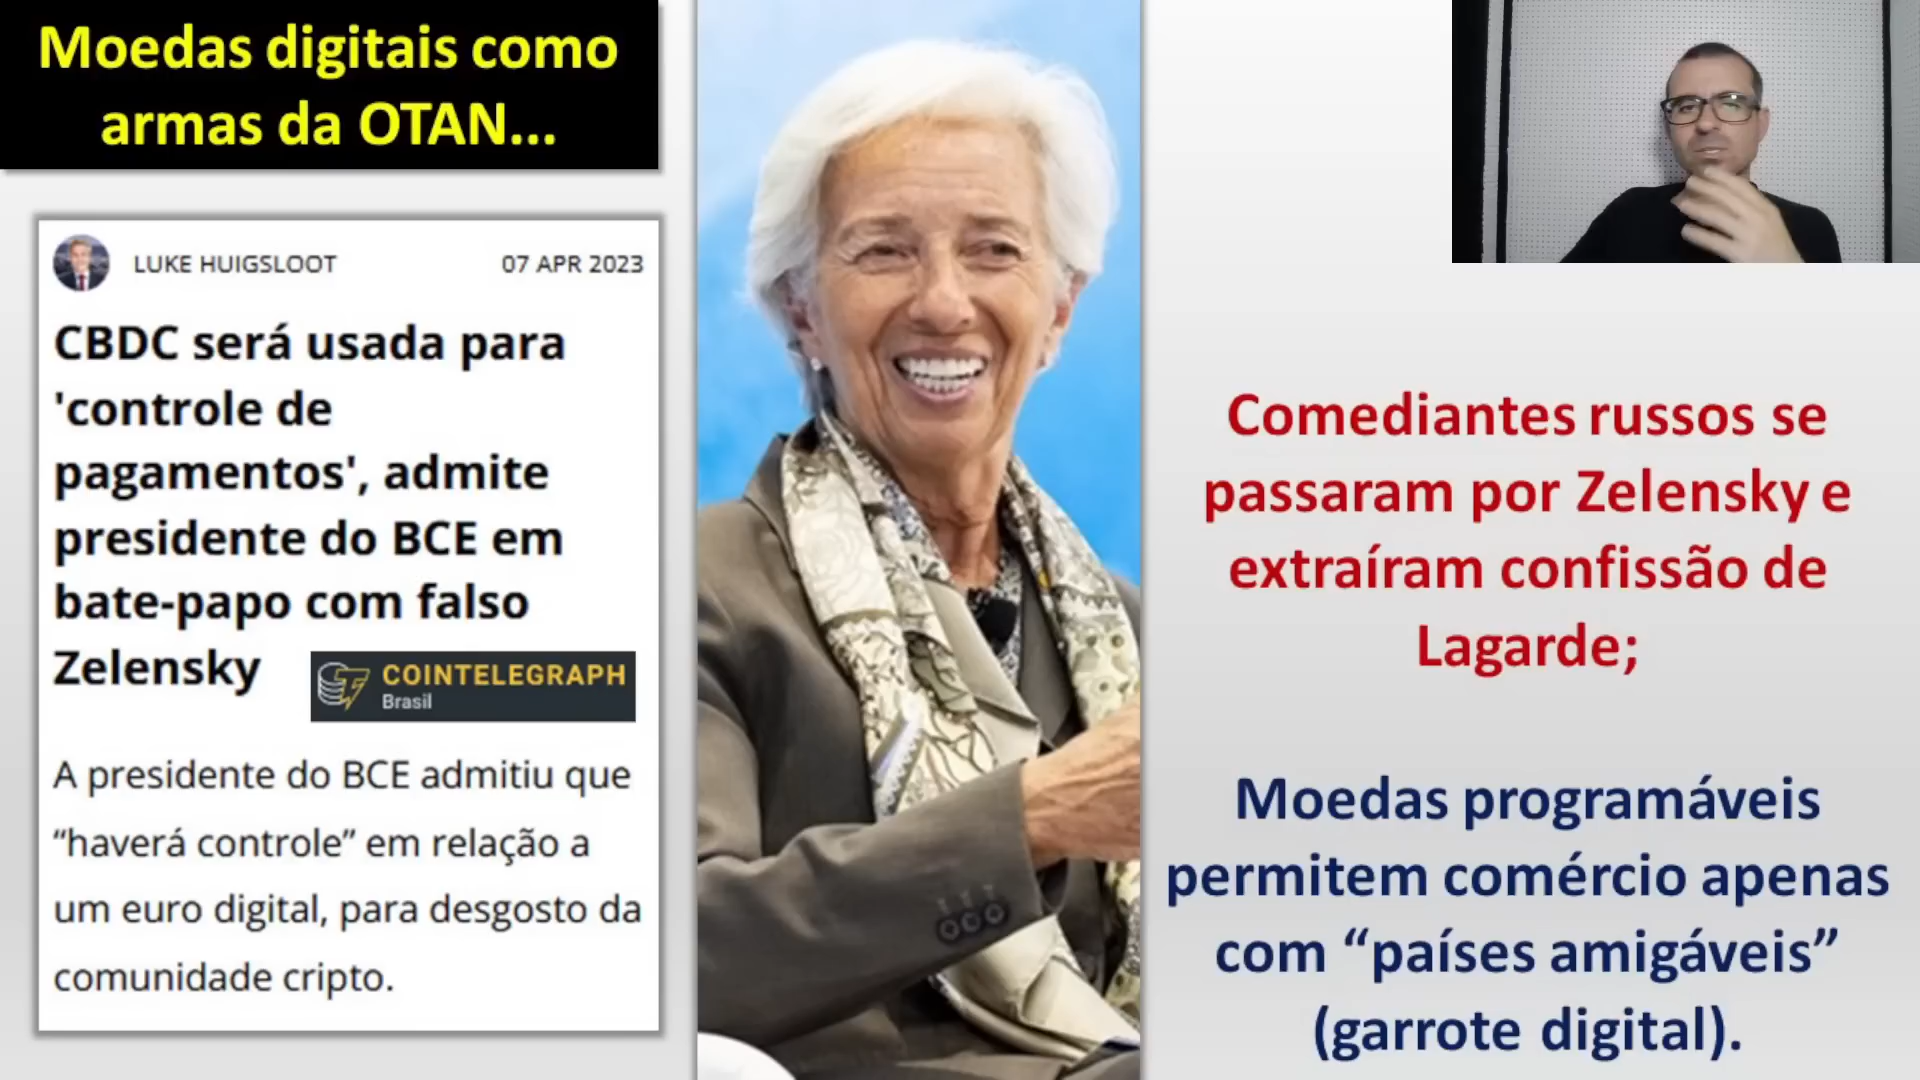 Moedas digitais como
armas da OTAN...
LUKE HUIGSLOOT
07 APR 2023
CBDC será usada para
'controle de
pagamentos', admite
presidente do BCE em
bate-papo com falso
Zelensky
COINTELEGRAPH
Brasil
A presidente do BCE admitiu que
“haverá controle” em relação a
um euro digital, para desgosto da
comunidade cripto.
Comediantes russos se
passaram por Zelensky e
extraíram confissão de
Lagarde;
Moedas programáveis
permitem comércio apenas
com “países amigáveis”
(garrote digital).